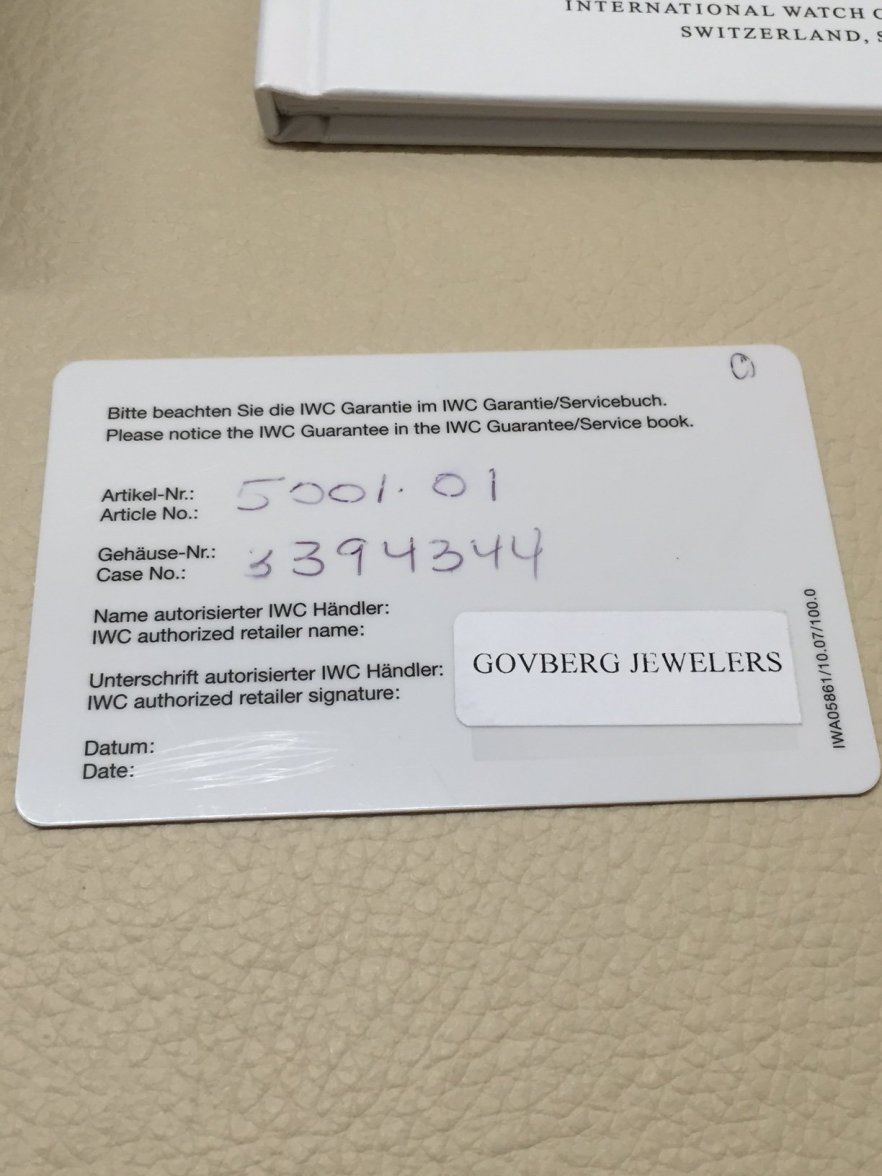 INTERNATIONAL WATCH
SWITZERLAND,
Bitte beachten Sie die IWC Garantie im IWC Garantie/Servicebuch.
Please notice the IWC Guarantee in the IWC Guarantee/Service book.
Artikel-Nr.:
Article No.: 5001.01
Gehäuse-Nr.:
Case No.: 3394344
Name autorisierter IWC Händler:
IWC authorized retailer name:
GOVBERG JEWELERS
Unterschrift autorisierter IWC Händler:
IWC authorized retailer signature:
Datum:
Date:
IWA05861/10.07/100.0